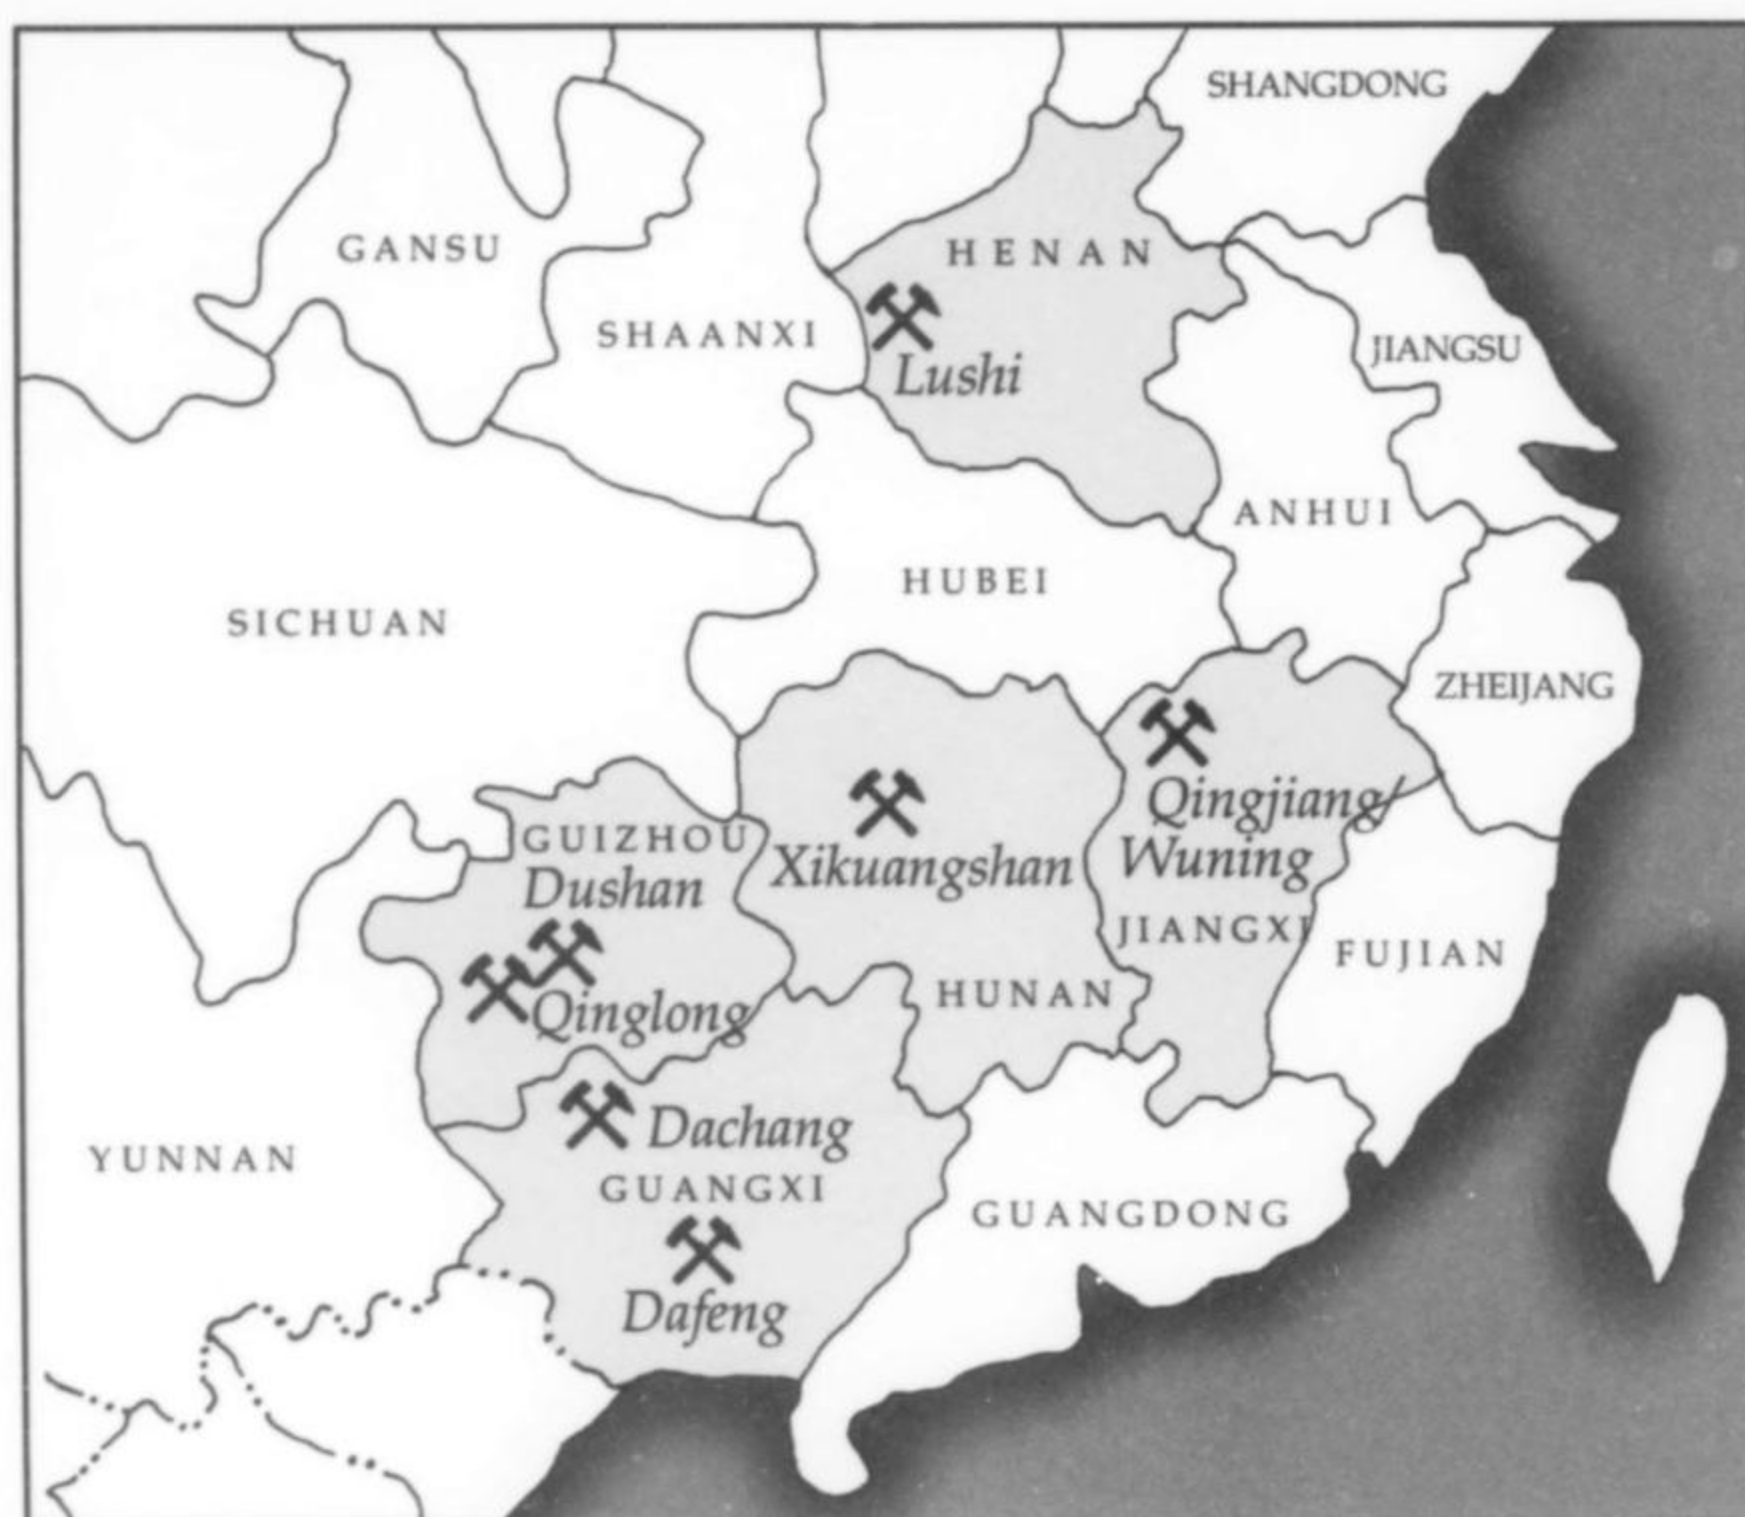 SHANGDONG
GANSU
HENAN
SHAANXI
JIANGSU
Lushi
ANHUI
HUBEI
SICHUAN
ZHEIJANG
Qingjiang/
Wuning
GUIZHOU
Dushan
Xikuangshan
JIANGXI
FUJIAN
HUNAN
Qinglong
Dachang
YUNNAN
GUANGXI
GUANGDONG
Dafeng